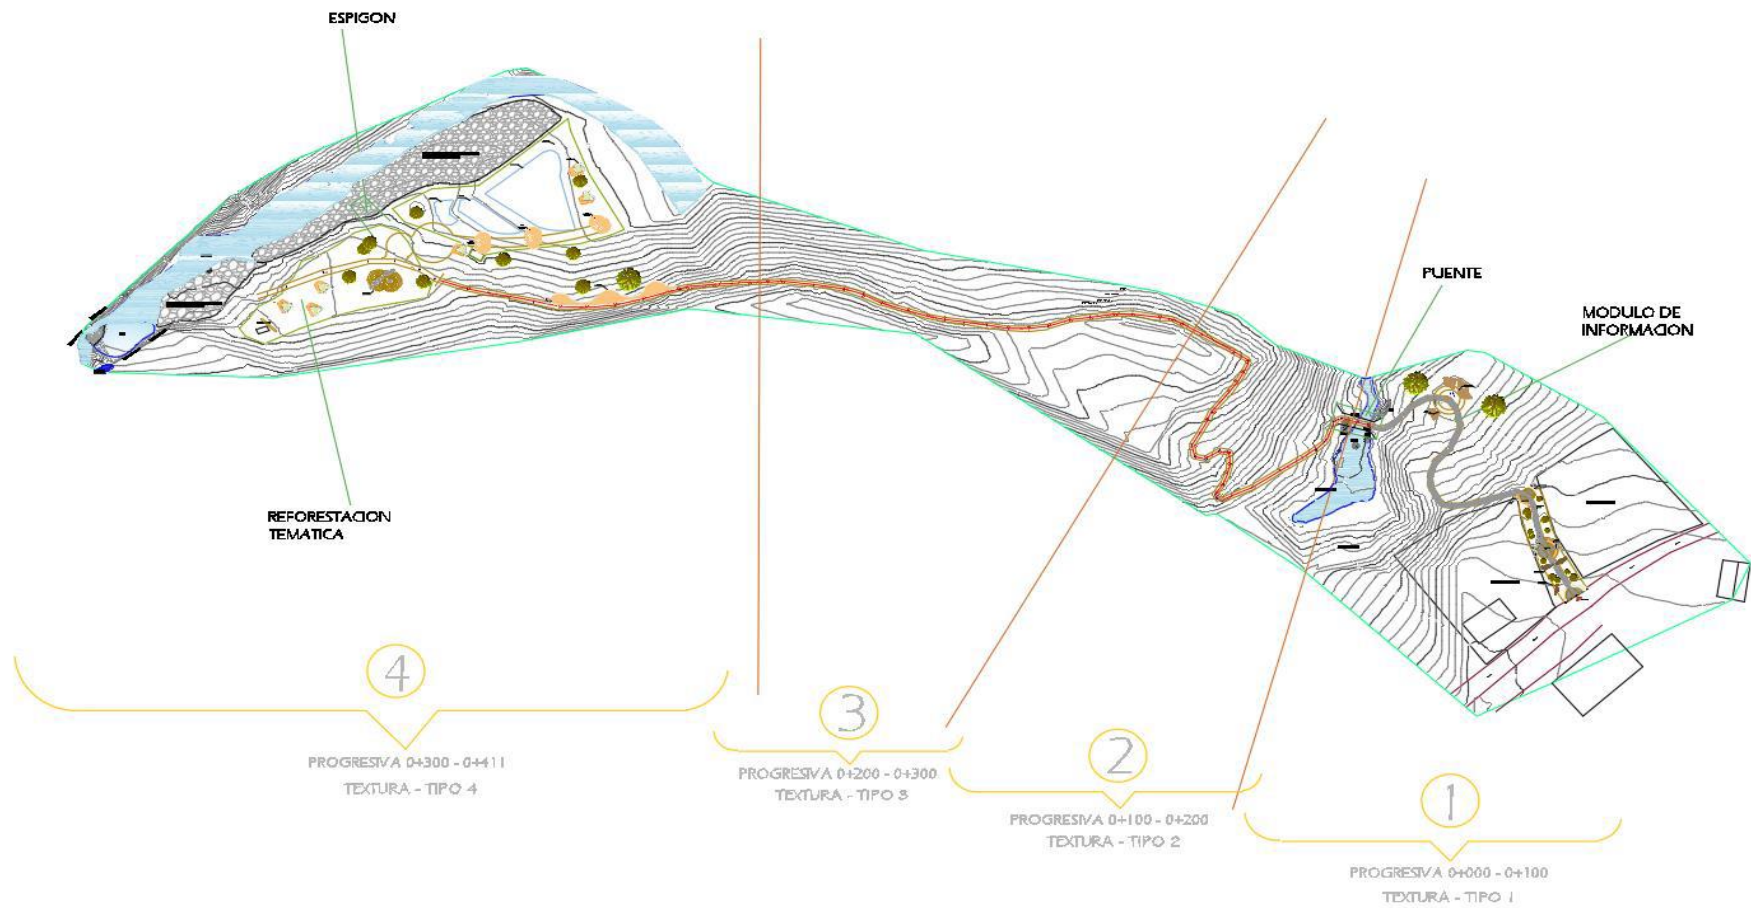 ESPIGON
PUENTE
MODULO DE
INFORMACION
REFORESTACION
TEMATICA
4
PROGRESIVA 0+300 - 0+411
TEXTURA - TIPO 4
3
PROGRESIVA 0+200 - 0+300
TEXTURA - TIPO 3
2
PROGRESIVA 0+100 - 0+200
TEXTURA - TIPO 2
1
PROGRESIVA 0+000 - 0+100
TEXTURA - TIPO 1